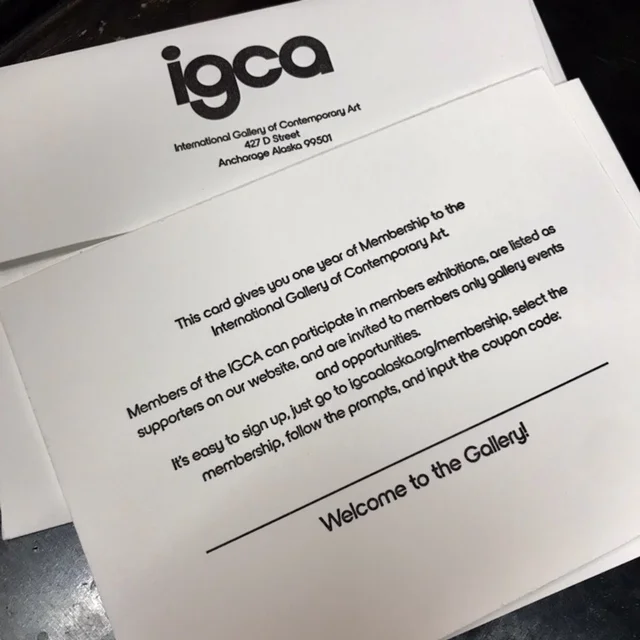 igca
International Gallery of Contemporary Art
427 D Street
Anchorage Alaska 99501
This card gives you one year of Membership to the
International Gallery of Contemporary Art.
Members of the IGCA can participate in members exhibitions, are listed as
supporters on our website, and are invited to members only gallery events
and opportunities.
It's easy to sign up, just go to igcaalaska.org/membership, select the
membership, follow the prompts, and input the coupon code:
Welcome to the Gallery!